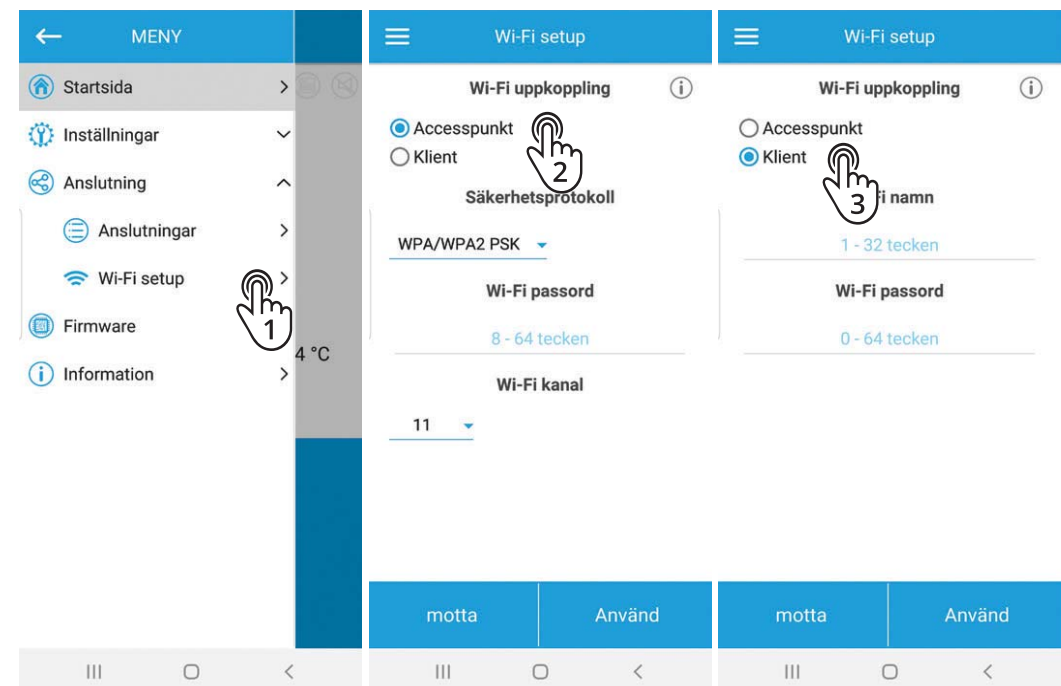 MENY
Startsida
Inställningar
Anslutning
Anslutningar
Wi-Fi setup
1
Firmware
4 °C
Information
Wi-Fi setup
Wi-Fi uppkoppling
Accesspunkt
Klient
2
Säkerhetsprotokoll
WPA/WPA2 PSK
Wi-Fi passord
8 - 64 tecken
Wi-Fi kanal
11
motta Använd
Wi-Fi setup
Wi-Fi uppkoppling
Accesspunkt
Klient
3
Fi namn
1 - 32 tecken
Wi-Fi passord
0 - 64 tecken
motta Använd